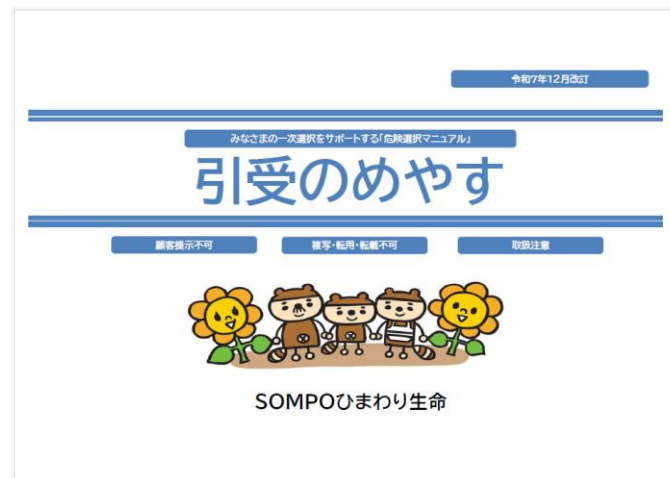 令和7年12月改訂
みなさまの一次選択をサポートする「危険選択マニュアル」
引受のめやす
顧客提示不可
複写・転用・転載不可
取扱注意
SOMPOひまわり生命